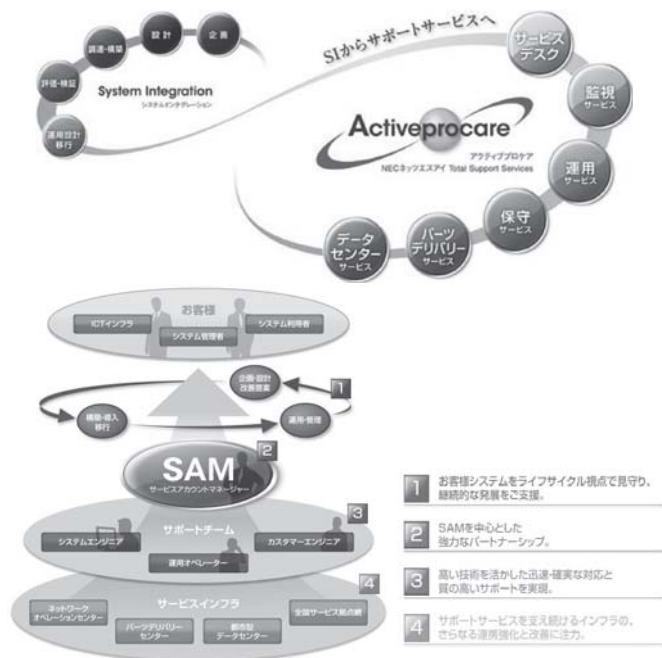 企 画
設 計
調達・構築
評価・検証
運用設計
移行
System Integration
システムインテグレーション
SIからサポートサービスへ
サービス
デスク
監視
サービス
運用
サービス
保守
サービス
パーツ
デリバリー
サービス
データ
センター
サービス
Activeprocare
アクティブプロケア
NECネッツエスアイ Total Support Services
お客様
ICTインフラ
システム管理者
システム利用者
企画・設計
改善提案
1
構築・導入
移行
運用・管理
2
SAM
サービスアカウントマネージャー
3
サポートチーム
システムエンジニア
運用オペレーター
カスタマーエンジニア
4
サービスインフラ
ネットワーク
オペレーションセンター
パーツデリバリー
センター
都市型
データセンター
全国サービス拠点網
1
お客様システムをライフサイクル視点で見守り、
継続的な発展をご支援。
2
SAMを中心とした
強力なパートナーシップ。
3
高い技術を活かした迅速・確実な対応と
質の高いサポートを実現。
4
サポートサービスを支え続けるインフラの、
さらなる連携強化と改善に注力。